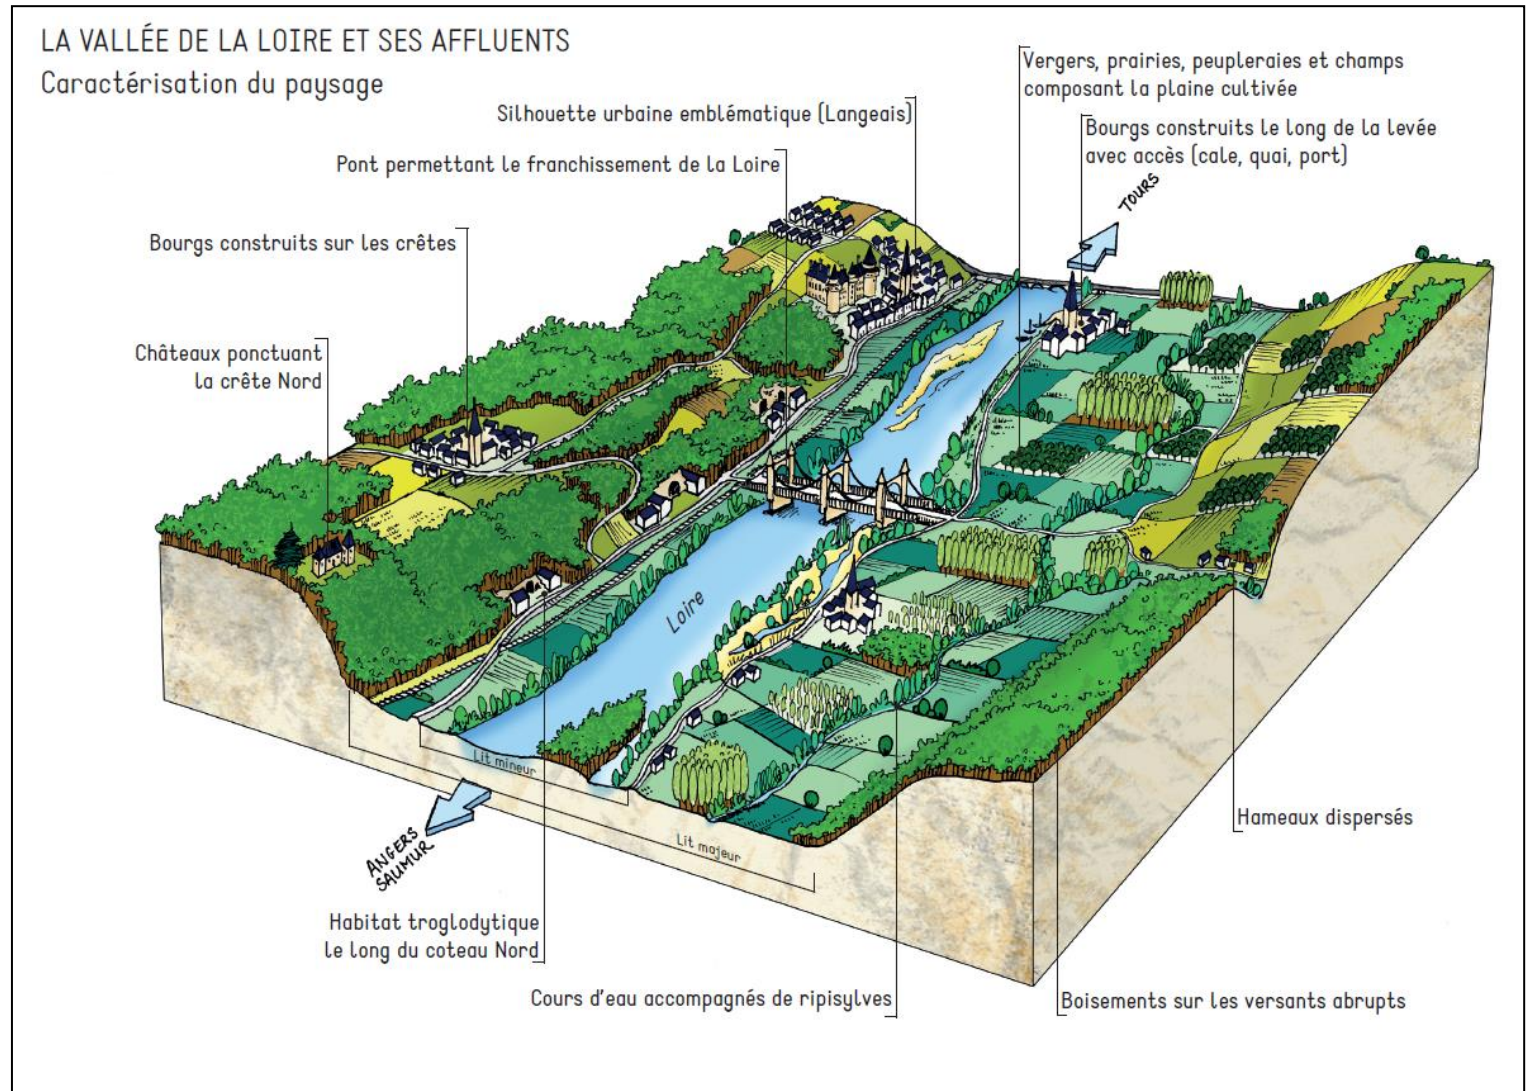 LA VALLÉE DE LA LOIRE ET SES AFFLUENTS
Caractérisation du paysage
Vergers, prairies, peupleraies et champs
composant la plaine cultivée
Silhouette urbaine emblématique (Langeais)
Bourgs construits le long de la levée
avec accès (cale, quai, port)
Pont permettant le franchissement de la Loire
TOURS
Bourgs construits sur les crêtes
Châteaux ponctuant
la crête Nord
Loire
Lit mineur
Lit majeur
ANGERS
SAUMUR
Hameaux dispersés
Habitat troglodytique
le long du coteau Nord
Cours d'eau accompagnés de ripisylves
Boisements sur les versants abrupts